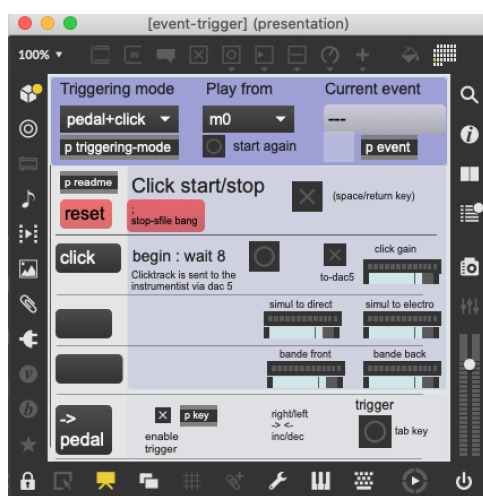 [event-trigger] (presentation)
100%
Triggering mode
Play from
Current event
pedal+click
m0
---
p triggering-mode
start again
p event
p readme
Click start/stop
(space/return key)
reset
:
stop-sfile bang
click
begin : wait 8
click gain
Clicktrack is sent to the
instrumentist via dac 5
to-dac5
simul to direct
simul to electro
bande front
bande back
->
pedal
p key
enable
trigger
right/left
-> <-
inc/dec
trigger
tab key